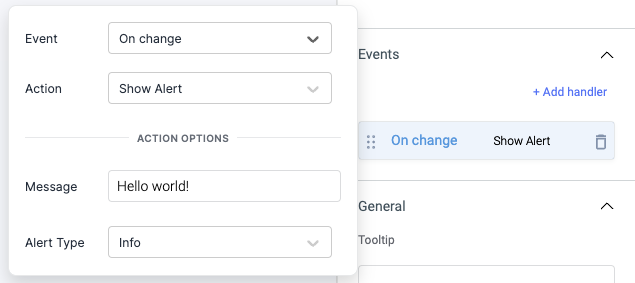 Event
On change
Action
Show Alert
ACTION OPTIONS
Message
Hello world!
Alert Type
Info
Events
+ Add handler
On change
Show Alert
General
Tooltip